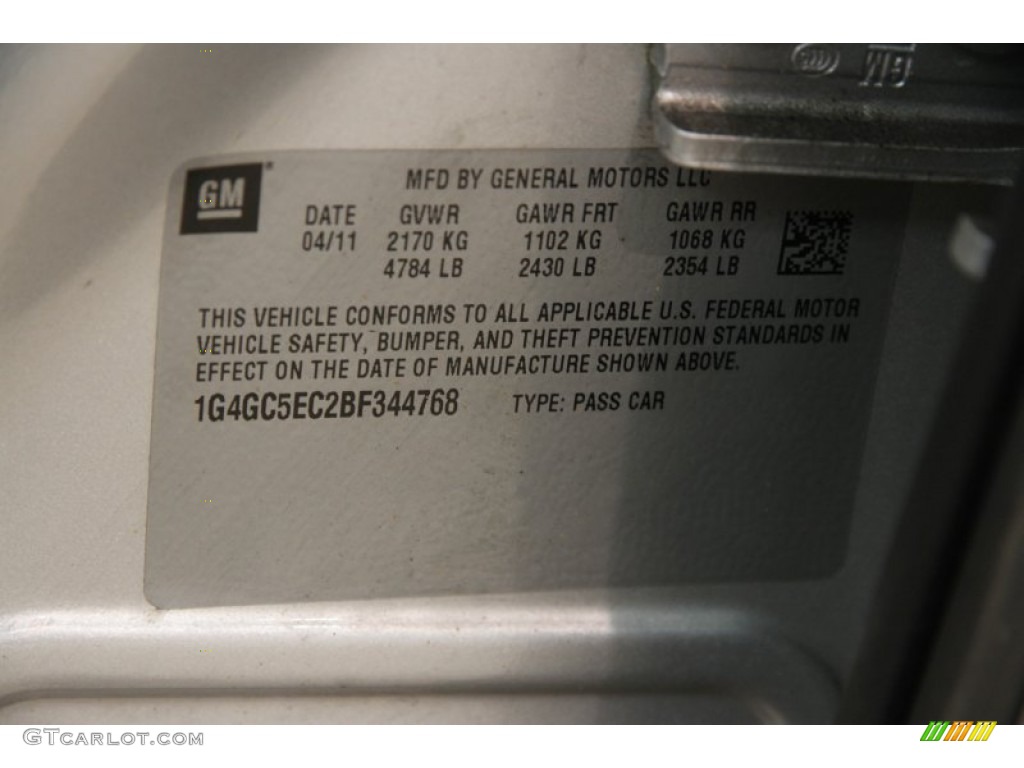 GM
MFD BY GENERAL MOTORS LLC
DATE GVWR GAWR FRT GAWR RR
04/11 2170 KG 1102 KG 1068 KG
4784 LB 2430 LB 2354 LB
THIS VEHICLE CONFORMS TO ALL APPLICABLE U.S. FEDERAL MOTOR
VEHICLE SAFETY, BUMPER, AND THEFT PREVENTION STANDARDS IN
EFFECT ON THE DATE OF MANUFACTURE SHOWN ABOVE.
1G4GC5EC2BF344768 TYPE: PASS CAR
GTCARLOT.COM